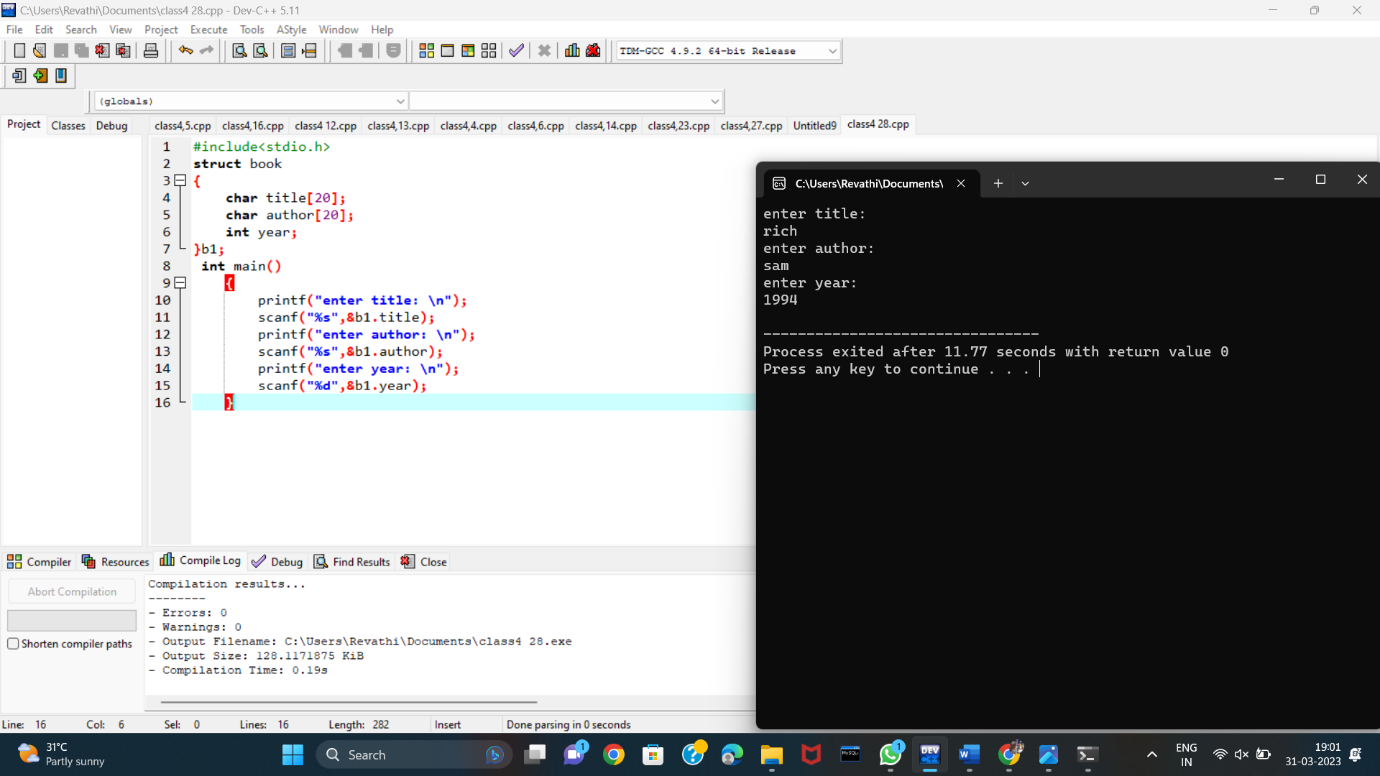 C:\Users\Revathi\Documents\class4 28.cpp - Dev-C++ 5.11
File Edit Search View Project Execute Tools AStyle Window Help
TDM-GCC 4.9.2 64-bit Release
(globals)
Project Classes Debug
class4,5.cpp class4,16.cpp class4 12.cpp class4,13.cpp class4,4.cpp class4,6.cpp class4,14.cpp class4,23.cpp class4,27.cpp Untitled9 class4 28.cpp
1 #include<stdio.h>
2 struct book
3 {
4 char title[20];
5 char author[20];
6 int year;
7 }b1;
8 int main()
9 {
10 printf("enter title: \n");
11 scanf("%s",&b1.title);
12 printf("enter author: \n");
13 scanf("%s",&b1.author);
14 printf("enter year: \n");
15 scanf("%d",&b1.year);
16 }
C:\Users\Revathi\Documents\
enter title:
rich
enter author:
sam
enter year:
1994
--------------------------------
Process exited after 11.77 seconds with return value 0
Press any key to continue . . .
Compiler Resources Compile Log Debug Find Results Close
Abort Compilation
Shorten compiler paths
Compilation results...
--------
- Errors: 0
- Warnings: 0
- Output Filename: C:\Users\Revathi\Documents\class4 28.exe
- Output Size: 128.1171875 KiB
- Compilation Time: 0.19s
Line: 16 Col: 6 Sel: 0 Lines: 16 Length: 282 Insert Done parsing in 0 seconds
31°C
Partly sunny
Search
1
DEV
1
ENG
IN
19:01
31-03-2023